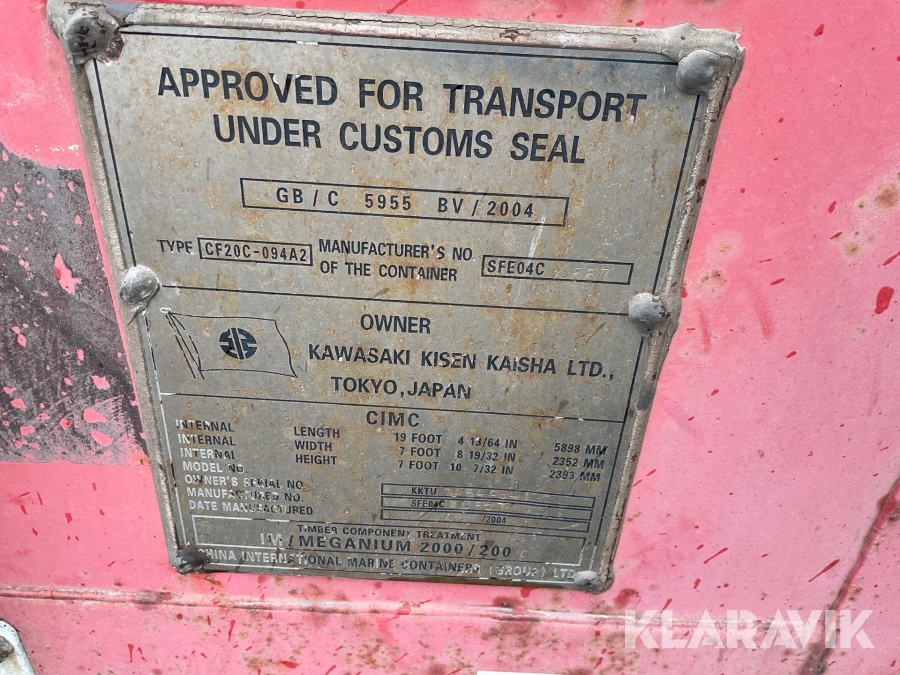 APPROVED FOR TRANSPORT
UNDER CUSTOMS SEAL
GB/C 5955 BV/2004
TYPE CF20C-094A2 MANUFACTURER'S NO. OF THE CONTAINER SFE04C
OWNER
KAWASAKI KISEN KAISHA LTD.,
TOKYO, JAPAN
CIMC
INTERNAL LENGTH 19 FOOT 4 13/64 IN 5898 MM
INTERNAL WIDTH 7 FOOT 8 19/32 IN 2352 MM
INTERNAL HEIGHT 7 FOOT 10 7/32 IN 2393 MM
MODEL NO.
OWNER'S SERIAL NO. KKTU
MANUFACTURED NO. SFE04C
DATE MANUFACTURED /2004
TIMBER COMPONENT TREATMENT
IM/MEGANIUM 2000/200
CHINA INTERNATIONAL MARINE CONTAINERS (GROUP) LTD
KLARAVIK